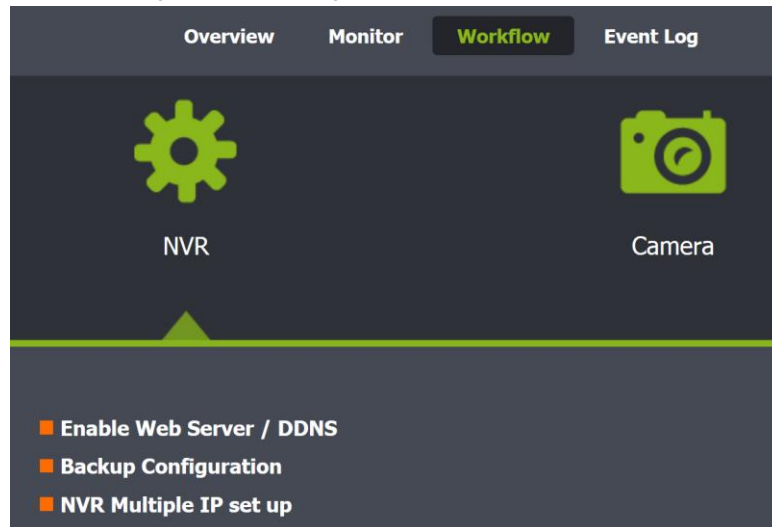 Overview Monitor Workflow Event Log
NVR Camera
Enable Web Server / DDNS
Backup Configuration
NVR Multiple IP set up